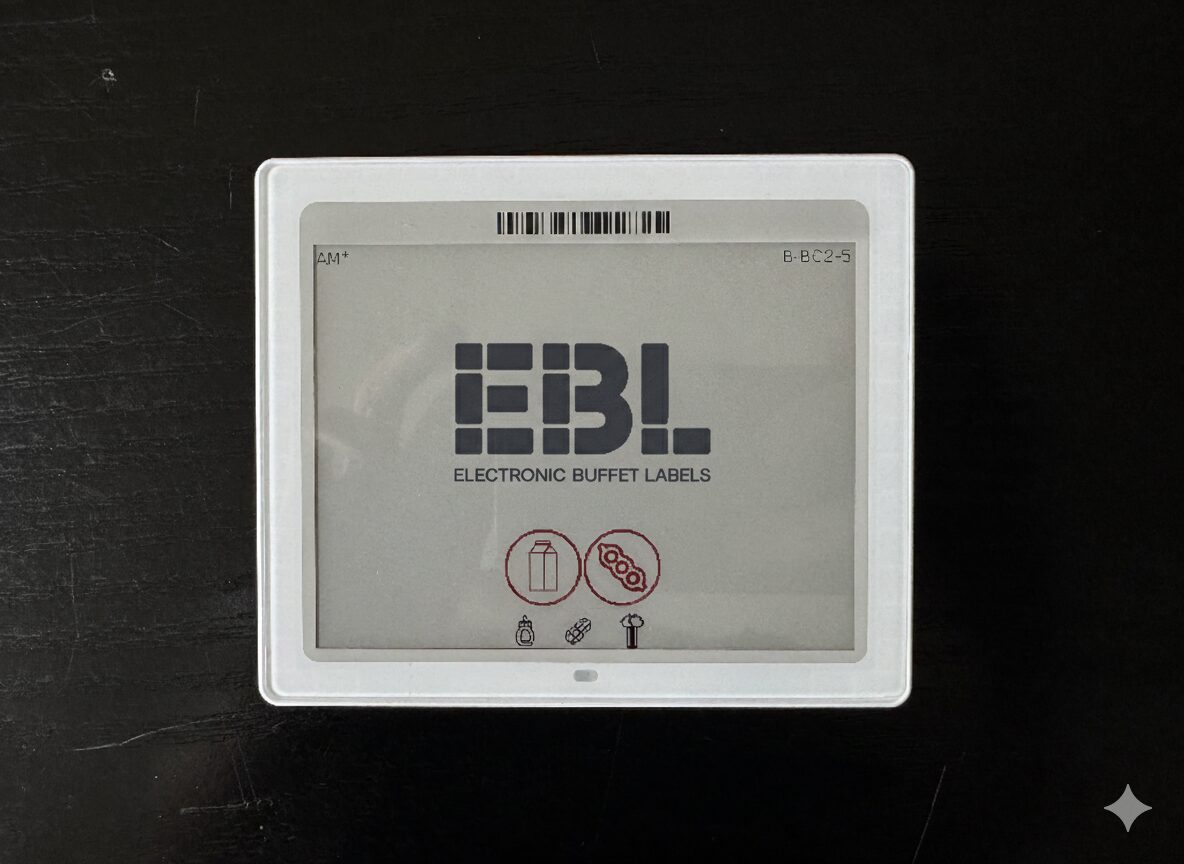 AM*
B-BC2-5
EBL
ELECTRONIC BUFFET LABELS